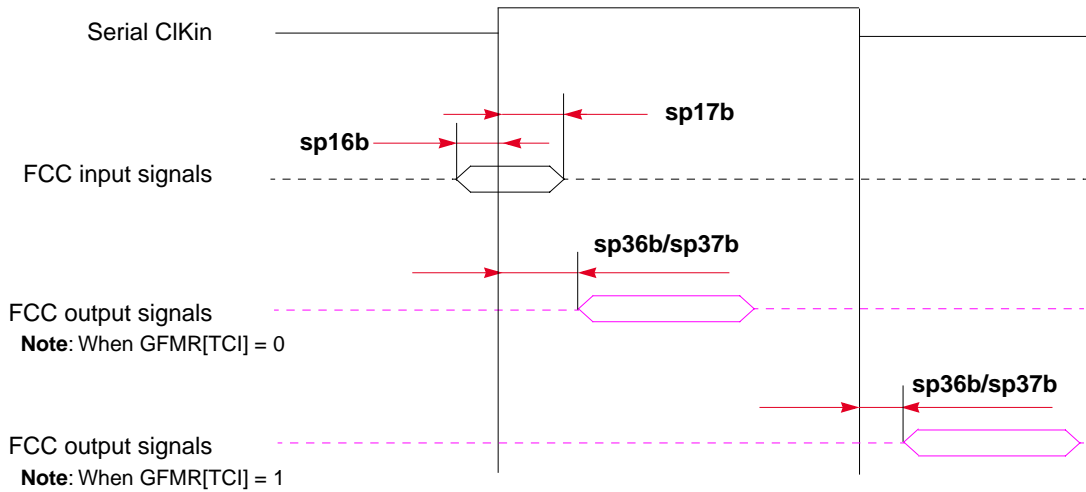 Serial ClKin
sp17b
sp16b
FCC input signals
sp36b/sp37b
FCC output signals
Note: When GFMR[TCI] = 0
sp36b/sp37b
FCC output signals
Note: When GFMR[TCI] = 1